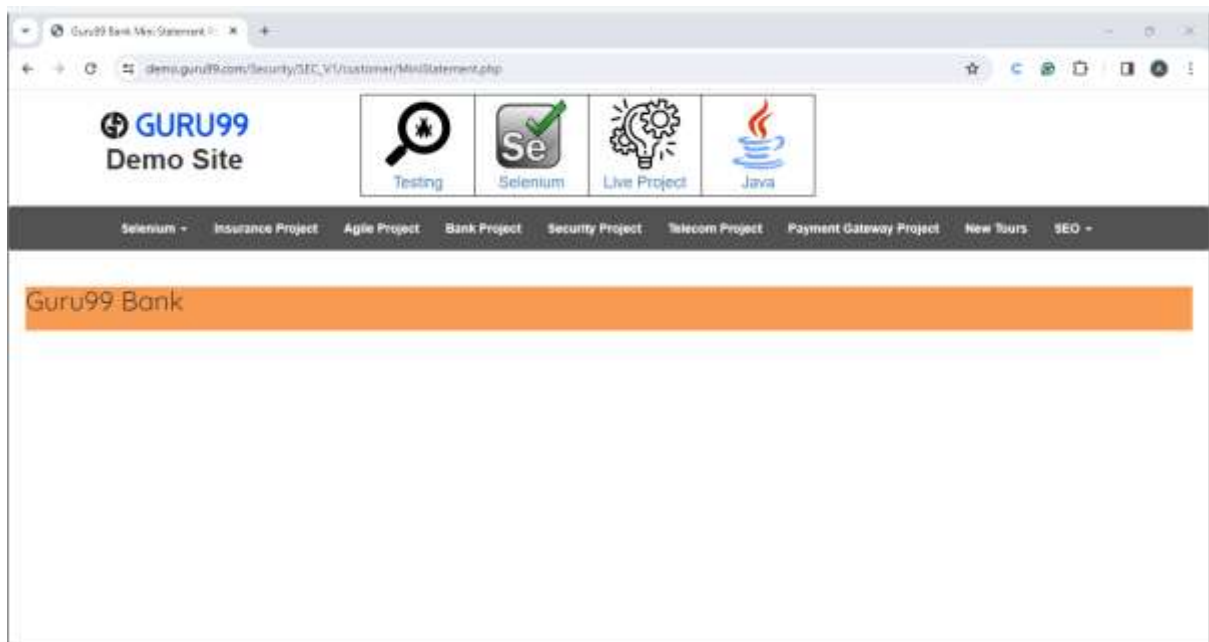 Guru99 Bank Mini Statement
demo.guru99.com/Security/SEC_V1/customer/MiniStatement.php
GURU99
Demo Site
Se
Testing
Selenium
Live Project
Java
Selenium
Insurance Project
Agile Project
Bank Project
Security Project
Telecom Project
Payment Gateway Project
New Tours
SEO
Guru99 Bank